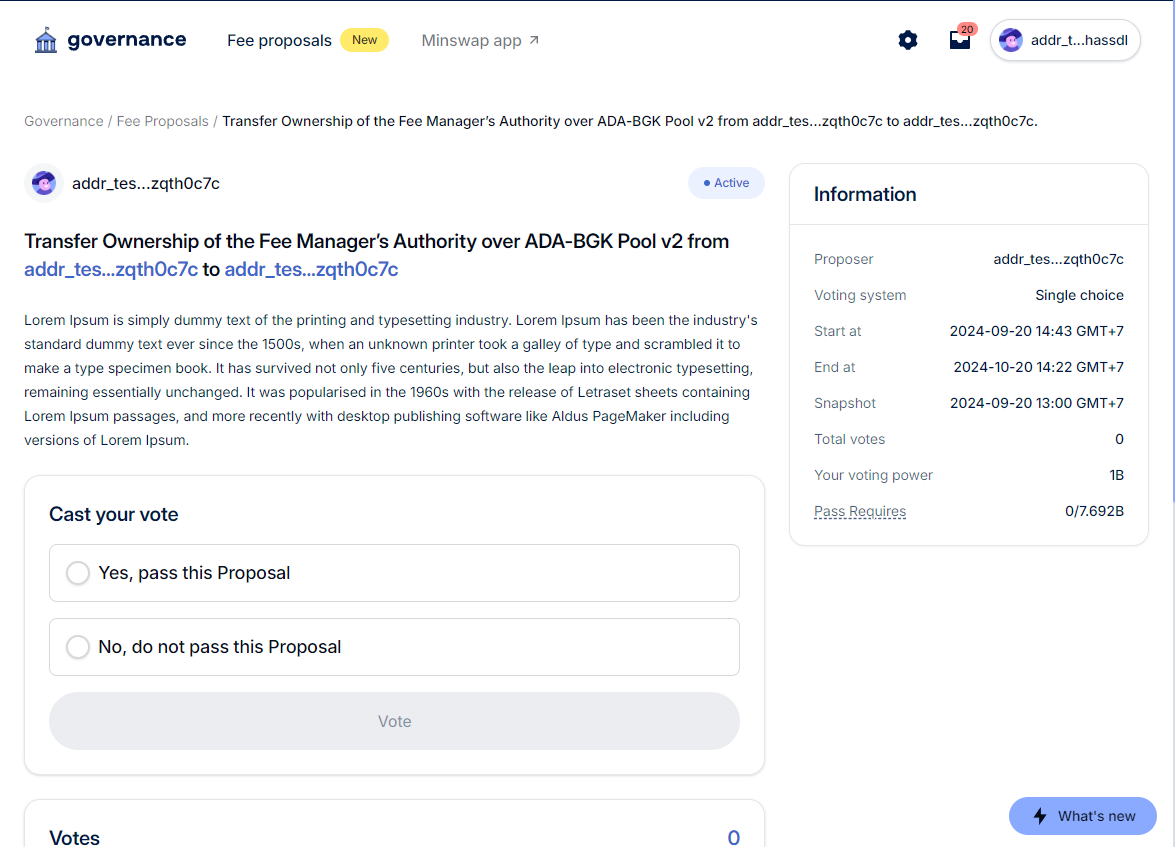 governance
Fee proposals New Minswap app ↗
20
addr_t...hassdl
Governance / Fee Proposals / Transfer Ownership of the Fee Manager’s Authority over ADA-BGK Pool v2 from addr_tes...zqth0c7c to addr_tes...zqth0c7c.
addr_tes...zqth0c7c
Active
Transfer Ownership of the Fee Manager’s Authority over ADA-BGK Pool v2 from
addr_tes...zqth0c7c to addr_tes...zqth0c7c
Lorem Ipsum is simply dummy text of the printing and typesetting industry. Lorem Ipsum has been the industry's
standard dummy text ever since the 1500s, when an unknown printer took a galley of type and scrambled it to
make a type specimen book. It has survived not only five centuries, but also the leap into electronic typesetting,
remaining essentially unchanged. It was popularised in the 1960s with the release of Letraset sheets containing
Lorem Ipsum passages, and more recently with desktop publishing software like Aldus PageMaker including
versions of Lorem Ipsum.
Cast your vote
Yes, pass this Proposal
No, do not pass this Proposal
Vote
Votes 0
Information
Proposer addr_tes...zqth0c7c
Voting system Single choice
Start at 2024-09-20 14:43 GMT+7
End at 2024-10-20 14:22 GMT+7
Snapshot 2024-09-20 13:00 GMT+7
Total votes 0
Your voting power 1B
Pass Requires 0/7.692B
What's new